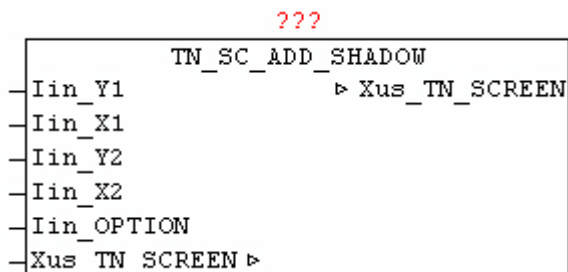 ???
TN_SC_ADD_SHADOW
Iin_Y1 ▷ Xus_TN_SCREEN
Iin_X1
Iin_Y2
Iin_X2
Iin_OPTION
Xus_TN_SCREEN ▷